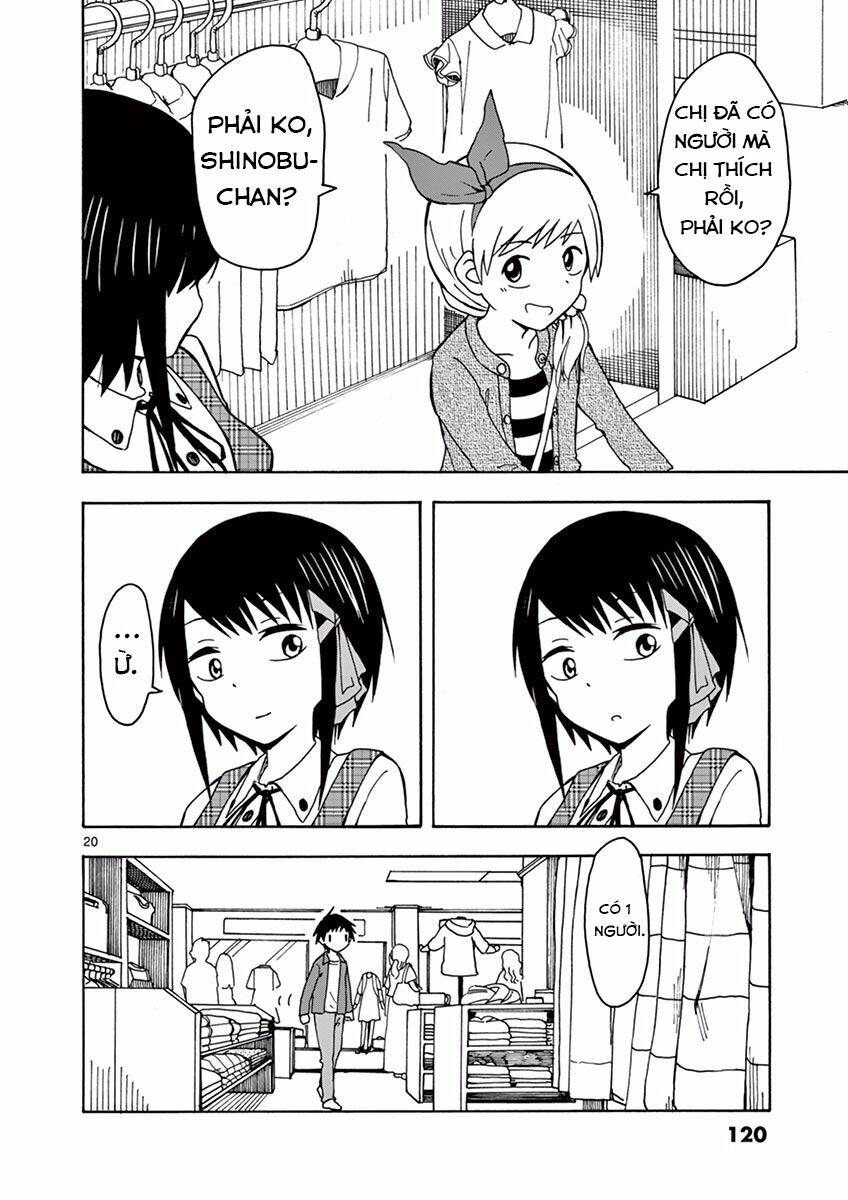 CHỊ ĐÃ CÓ
NGƯỜI MÀ
CHỊ THÍCH
RỒI,
PHẢI KO?
PHẢI KO,
SHINOBU-
CHAN?
...
Ừ.
20
CÓ 1
NGƯỜI.
120